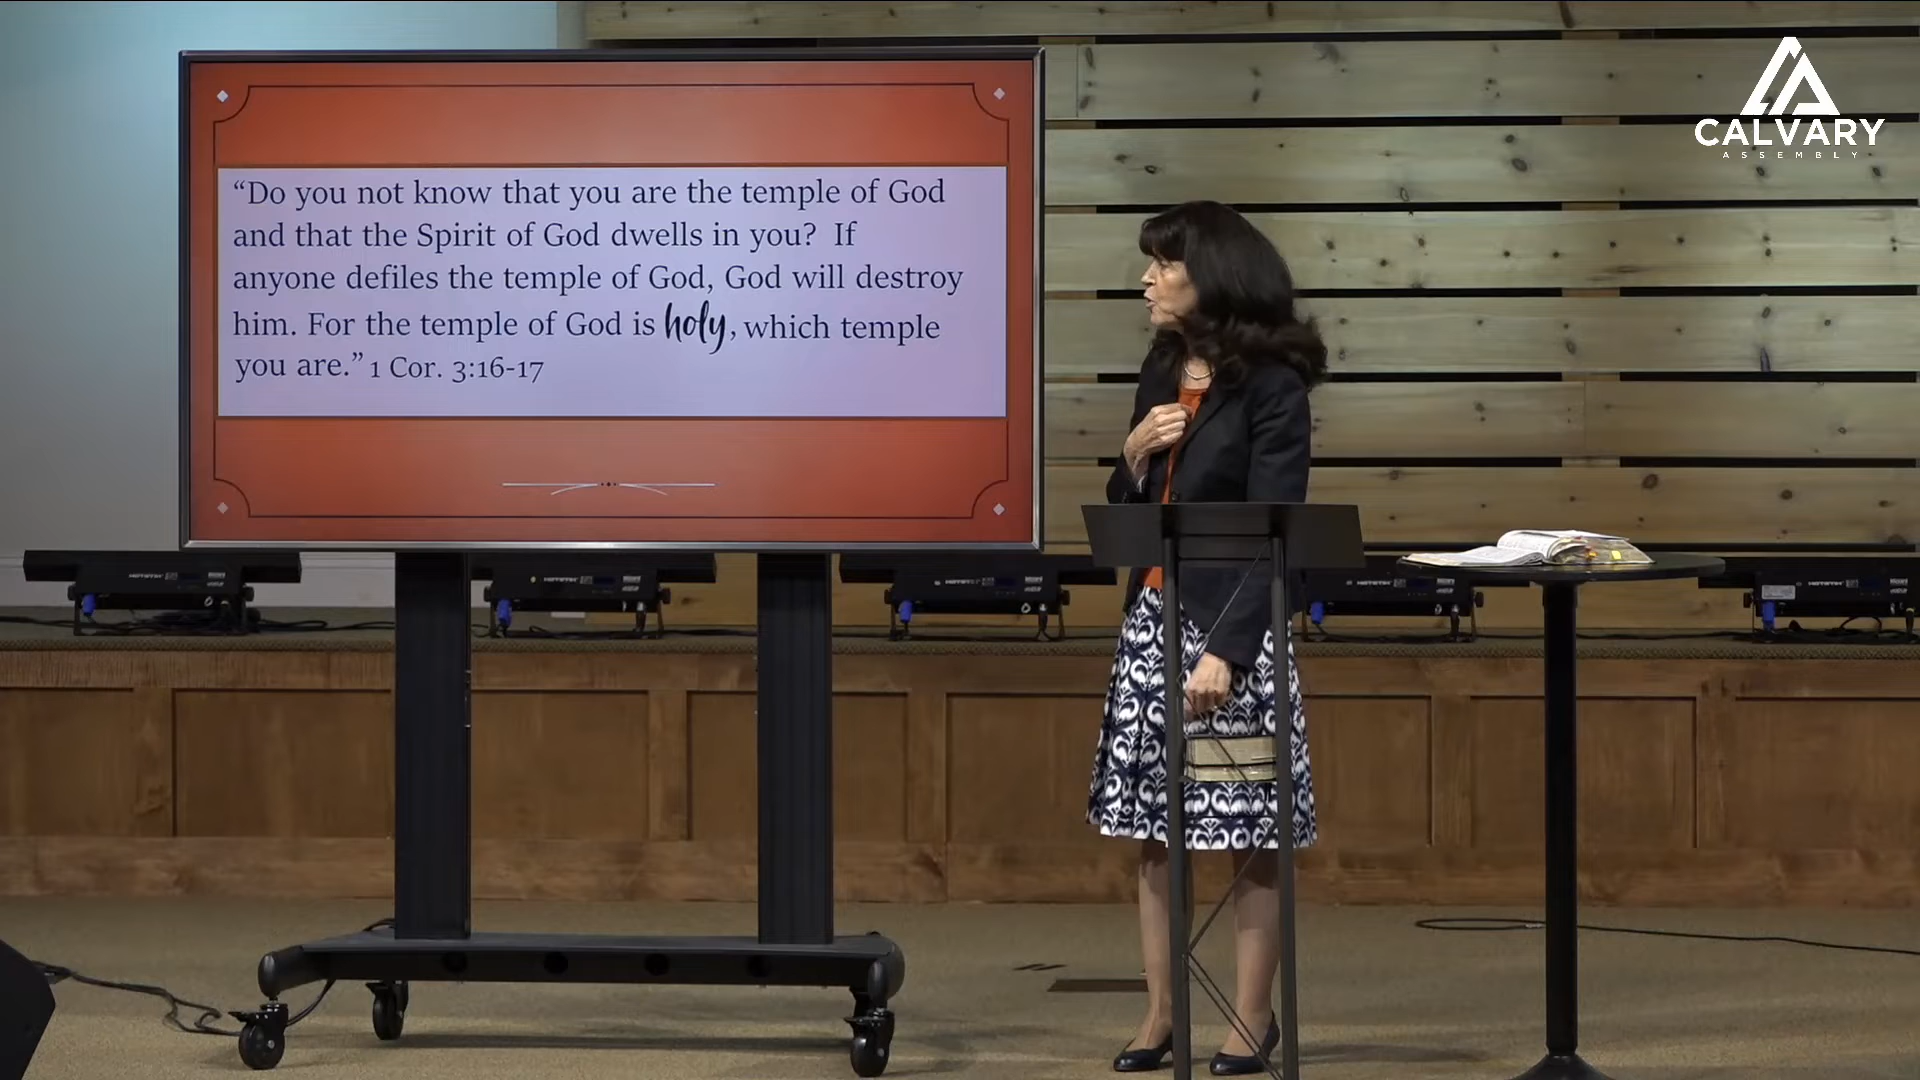 CALVARY
ASSEMBLY
“Do you not know that you are the temple of God
and that the Spirit of God dwells in you?  If
anyone defiles the temple of God, God will destroy
him. For the temple of God is holy, which temple
you are.” 1 Cor. 3:16-17